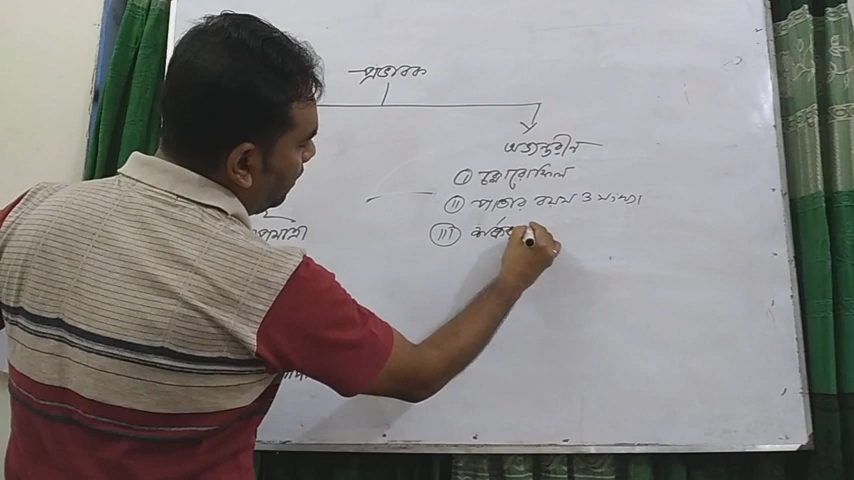 প্রভাবক
অভ্যন্তরীন
(i) ক্লোরোফিল
(ii) পাতার বয়স ও সংখ্যা
(iii)